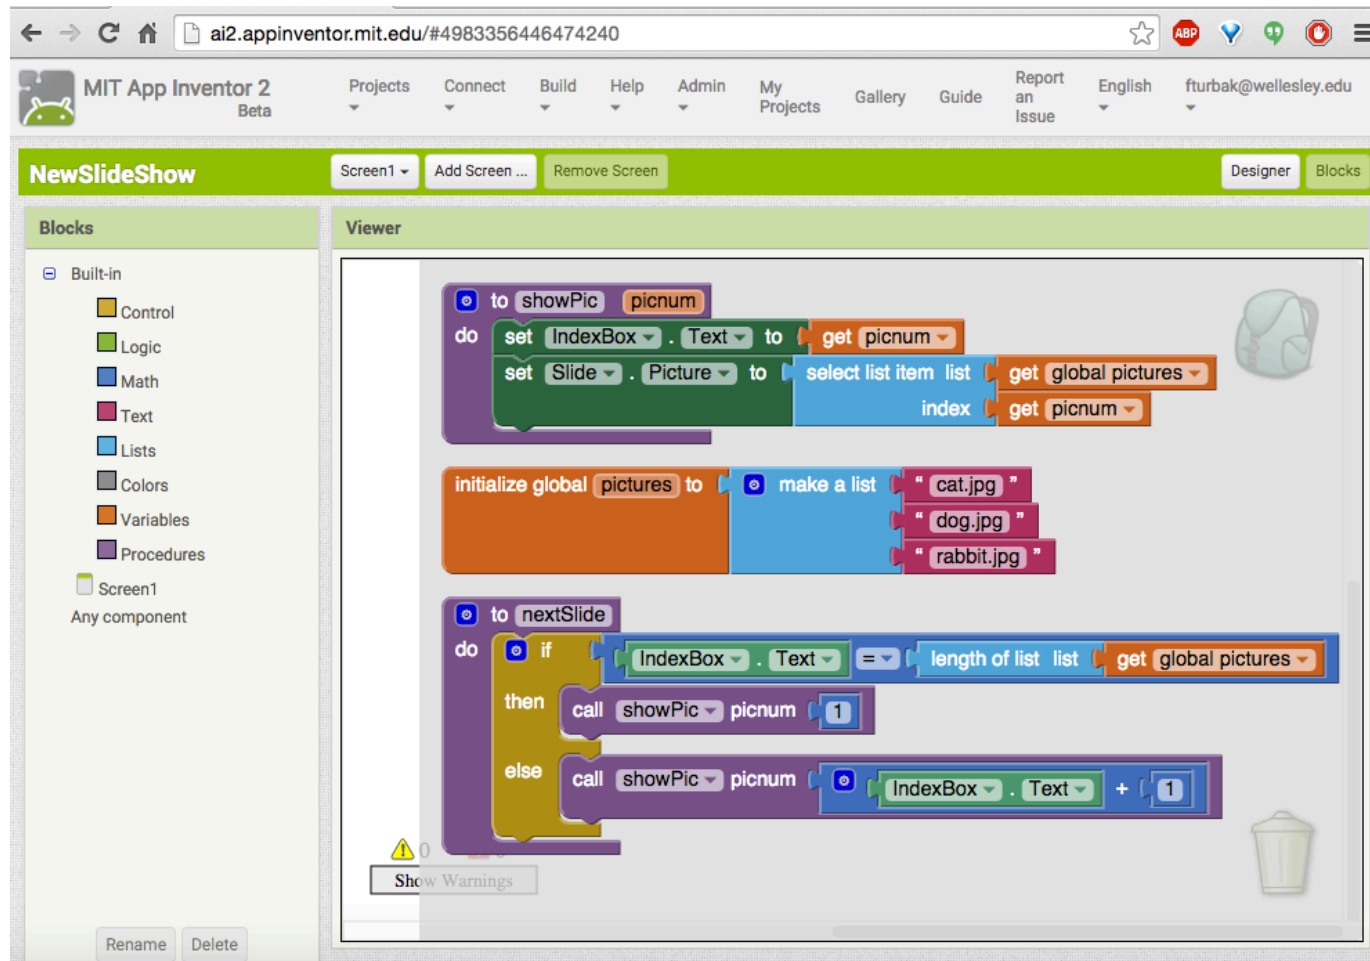 ai2.appinventor.mit.edu/#4983356446474240
ABP
MIT App Inventor 2
Beta
Projects
Connect
Build
Help
Admin
My Projects
Gallery
Guide
Report an Issue
English
fturbak@wellesley.edu
NewSlideShow
Screen1
Add Screen ...
Remove Screen
Designer
Blocks
Blocks
Viewer
Built-in
Control
Logic
Math
Text
Lists
Colors
Variables
Procedures
Screen1
Any component
Rename
Delete
to showPic picnum
do set IndexBox . Text to get picnum
set Slide . Picture to select list item list get global pictures
index get picnum
initialize global pictures to make a list " cat.jpg "
" dog.jpg "
" rabbit.jpg "
to nextSlide
do if IndexBox . Text = length of list list get global pictures
then call showPic picnum 1
else call showPic picnum IndexBox . Text + 1
0
Show Warnings